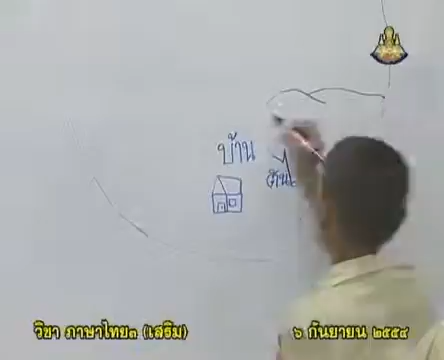 บ้าน
วิชา ภาษาไทย๓ (เสริม)
๖ กันยายน ๒๕๕๔